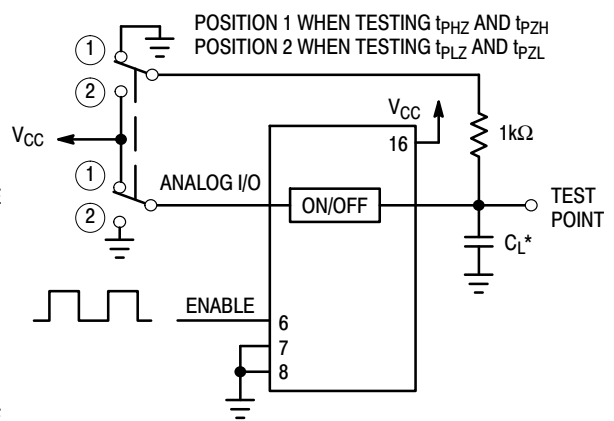 POSITION 1 WHEN TESTING tPHZ AND tPZH
POSITION 2 WHEN TESTING tPLZ AND tPZL
1
2
VCC
VCC
16
1kΩ
1
2
ANALOG I/O
ON/OFF
TEST
POINT
CL*
ENABLE
6
7
8